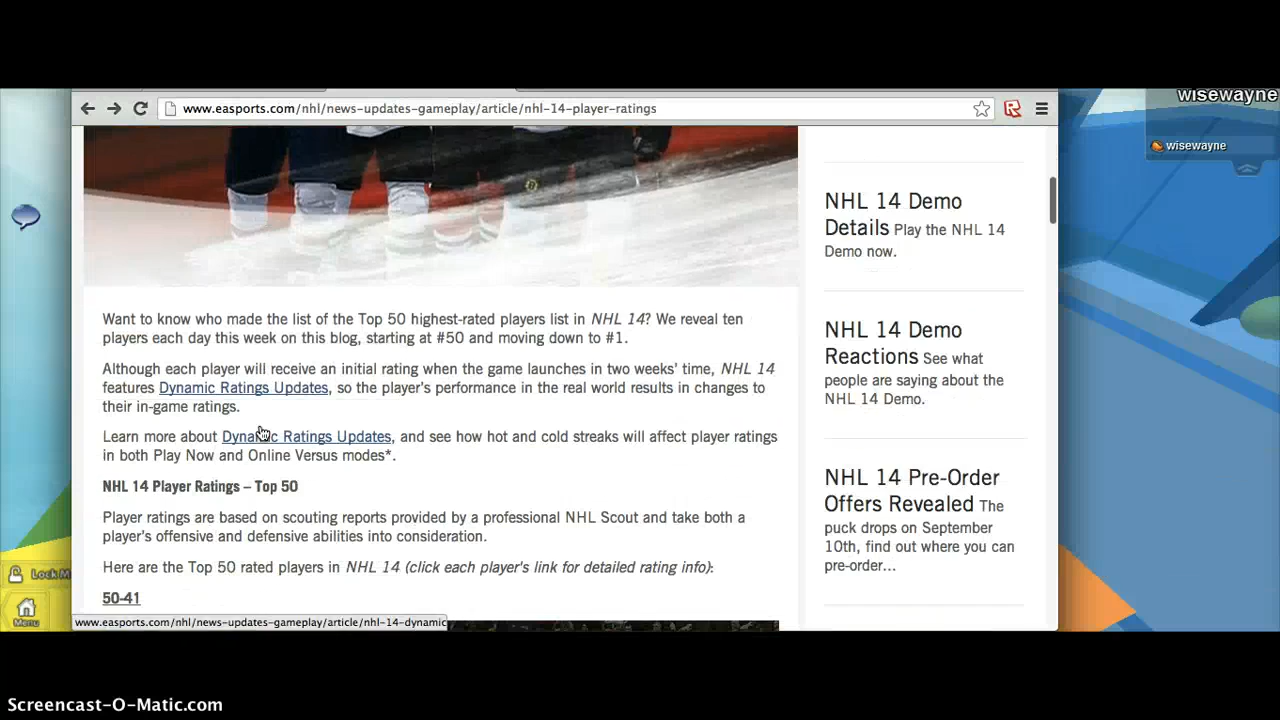 wisewayne
www.easports.com/nhl/news-updates-gameplay/article/nhl-14-player-ratings
wisewayne
NHL 14 Demo
Details Play the NHL 14
Demo now.
Want to know who made the list of the Top 50 highest-rated players list in NHL 14? We reveal ten
players each day this week on this blog, starting at #50 and moving down to #1.
Although each player will receive an initial rating when the game launches in two weeks' time, NHL 14
features Dynamic Ratings Updates, so the player's performance in the real world results in changes to
their in-game ratings.
Learn more about Dynamic Ratings Updates, and see how hot and cold streaks will affect player ratings
in both Play Now and Online Versus modes*.
NHL 14 Player Ratings – Top 50
Player ratings are based on scouting reports provided by a professional NHL Scout and take both a
player's offensive and defensive abilities into consideration.
Here are the Top 50 rated players in NHL 14 (click each player's link for detailed rating info):
50-41
NHL 14 Demo
Reactions See what
people are saying about the
NHL 14 Demo.
NHL 14 Pre-Order
Offers Revealed The
puck drops on September
10th, find out where you can
pre-order...
Lock M
Menu
www.easports.com/nhl/news-updates-gameplay/article/nhl-14-dynamic
Screencast-O-Matic.com